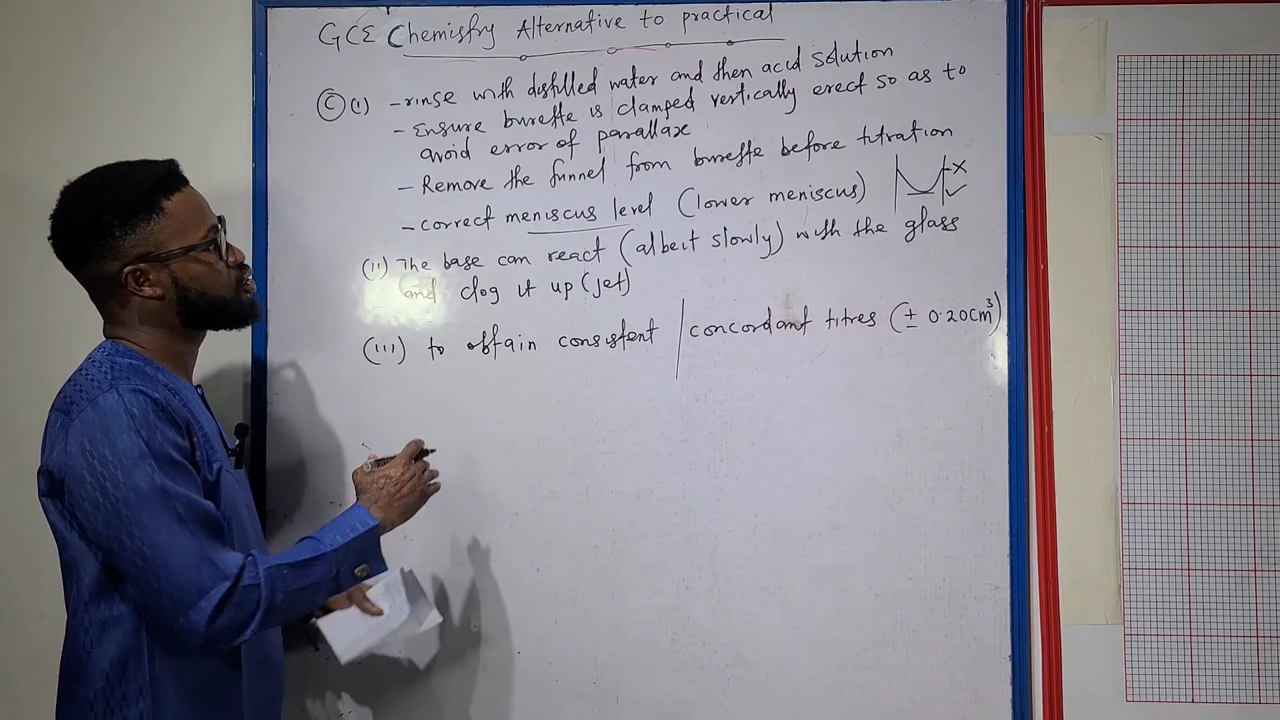 GCE Chemistry Alternative to practical
(C) (i) - rinse with distilled water and then acid solution
- Ensure burette is clamped vertically erect so as to
avoid error of parallax
- Remove the funnel from burette before titration
- correct meniscus level (lower meniscus) x ✓
(ii) The base can react (albeit slowly) with the glass
and clog it up (jet)
(iii) to obtain consistent / concordant titres (± 0.20cm³)